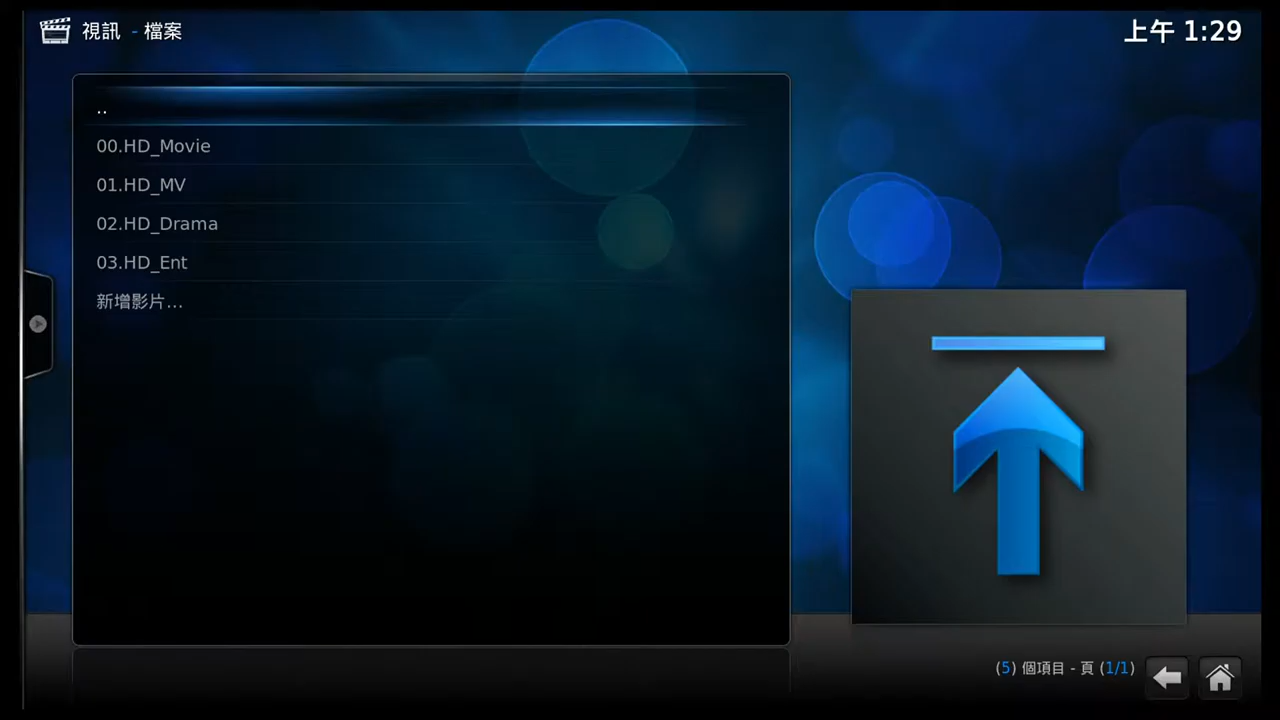 視訊 - 檔案
上午 1:29
..
00.HD_Movie
01.HD_MV
02.HD_Drama
03.HD_Ent
新增影片...
(5) 個項目 - 頁 (1/1)